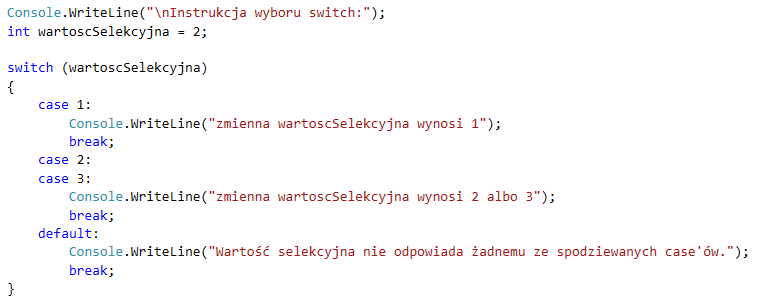 Console.WriteLine("\nInstrukcja wyboru switch:");
int wartoscSelekcyjna = 2;
switch (wartoscSelekcyjna)
{
case 1:
Console.WriteLine("zmienna wartoscSelekcyjna wynosi 1");
break;
case 2:
case 3:
Console.WriteLine("zmienna wartoscSelekcyjna wynosi 2 albo 3");
break;
default:
Console.WriteLine("Wartość selekcyjna nie odpowiada żadnemu ze spodziewanych case'ów.");
break;
}